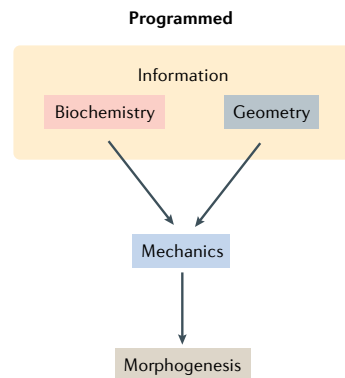 Programmed
Information
Biochemistry
Geometry
Mechanics
Morphogenesis